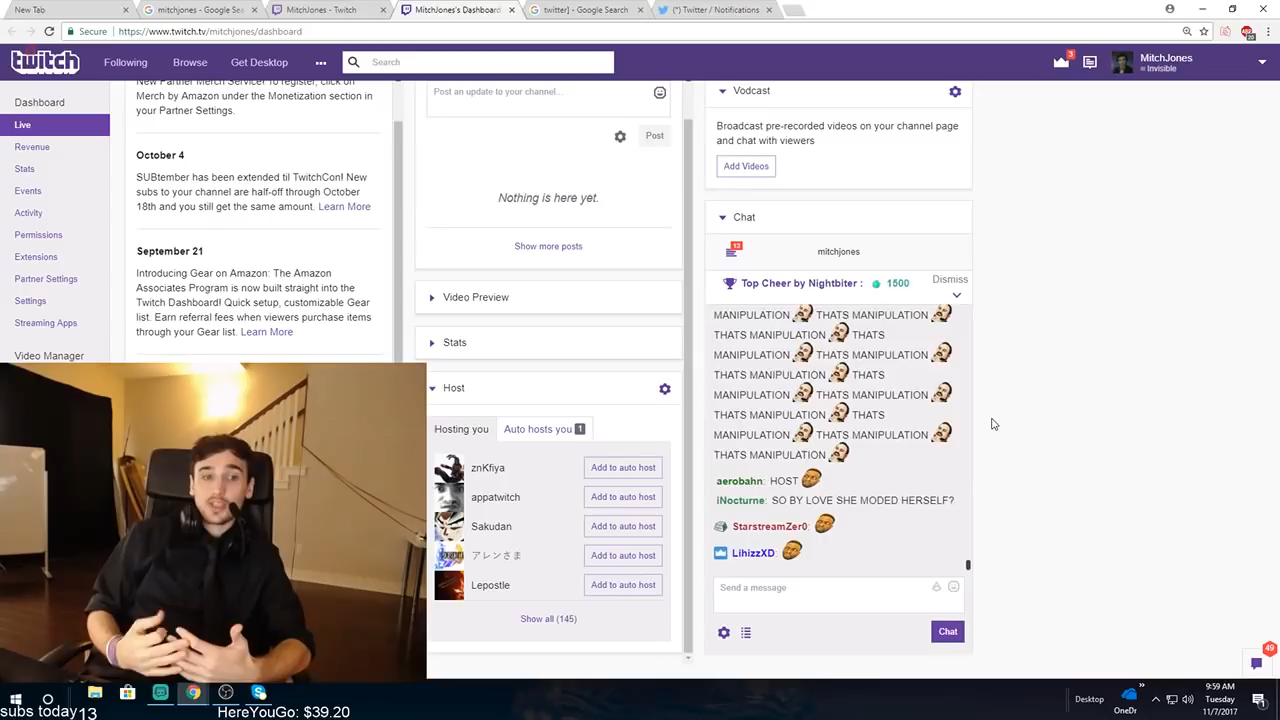 New Tab
mitchjones - Google Sea
MitchJones - Twitch
MitchJones's Dashboard
twitter] - Google Search
(*) Twitter / Notifications
Secure
https://www.twitch.tv/mitchjones/dashboard
twitch
Following
Browse
Get Desktop
Search
3
MitchJones
Invisible
Dashboard
Live
Revenue
Stats
Events
Activity
Permissions
Extensions
Partner Settings
Settings
Streaming Apps
Video Manager
New Partner Merch Servicer To register, click on
Merch by Amazon under the Monetization section in
your Partner Settings.
October 4
SUBtember has been extended til TwitchCon! New
subs to your channel are half-off through October
18th and you still get the same amount. Learn More
September 21
Introducing Gear on Amazon: The Amazon
Associates Program is now built straight into the
Twitch Dashboard! Quick setup, customizable Gear
list. Earn referral fees when viewers purchase items
through your Gear list. Learn More
Post an update to your channel...
Post
Nothing is here yet.
Show more posts
Video Preview
Stats
Host
Hosting you
Auto hosts you 1
znKfiya
Add to auto host
appatwitch
Add to auto host
Sakudan
Add to auto host
アレンさま
Add to auto host
Lepostle
Add to auto host
Show all (145)
Vodcast
Broadcast pre-recorded videos on your channel page
and chat with viewers
Add Videos
Chat
12
mitchjones
Top Cheer by Nightbiter : 1500
Dismiss
MANIPULATION THATS MANIPULATION
THATS MANIPULATION THATS
MANIPULATION THATS MANIPULATION
THATS MANIPULATION THATS
MANIPULATION THATS MANIPULATION
THATS MANIPULATION THATS
MANIPULATION THATS MANIPULATION
THATS MANIPULATION
aerobahn: HOST
iNocturne: SO BY LOVE SHE MODED HERSELF?
StarstreamZer0:
LihizzXD:
Send a message
Chat
49
subs today13
HereYouGo: $39.20
Desktop
OneDr
9:59 AM
Tuesday
11/7/2017